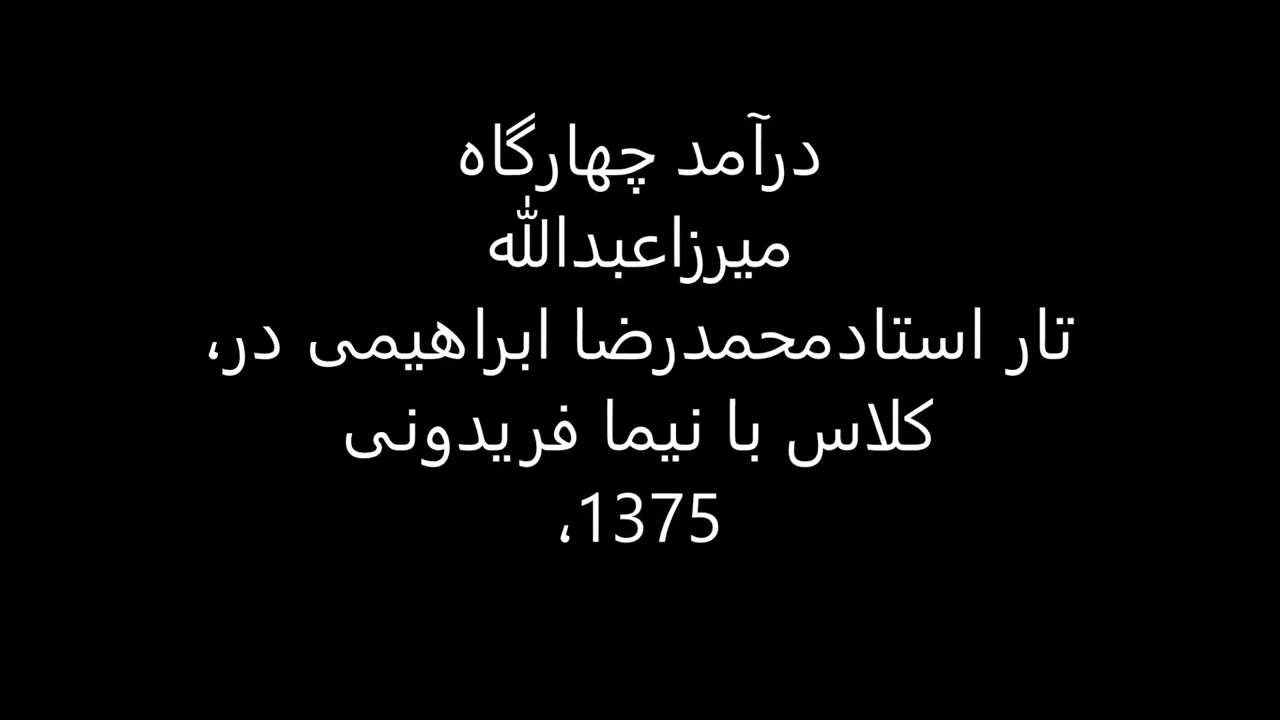 درآمد چهارگاه
میرزاعبدالله
تار استادمحمدرضا ابراهیمی در،
کلاس با نیما فریدونی
1375،